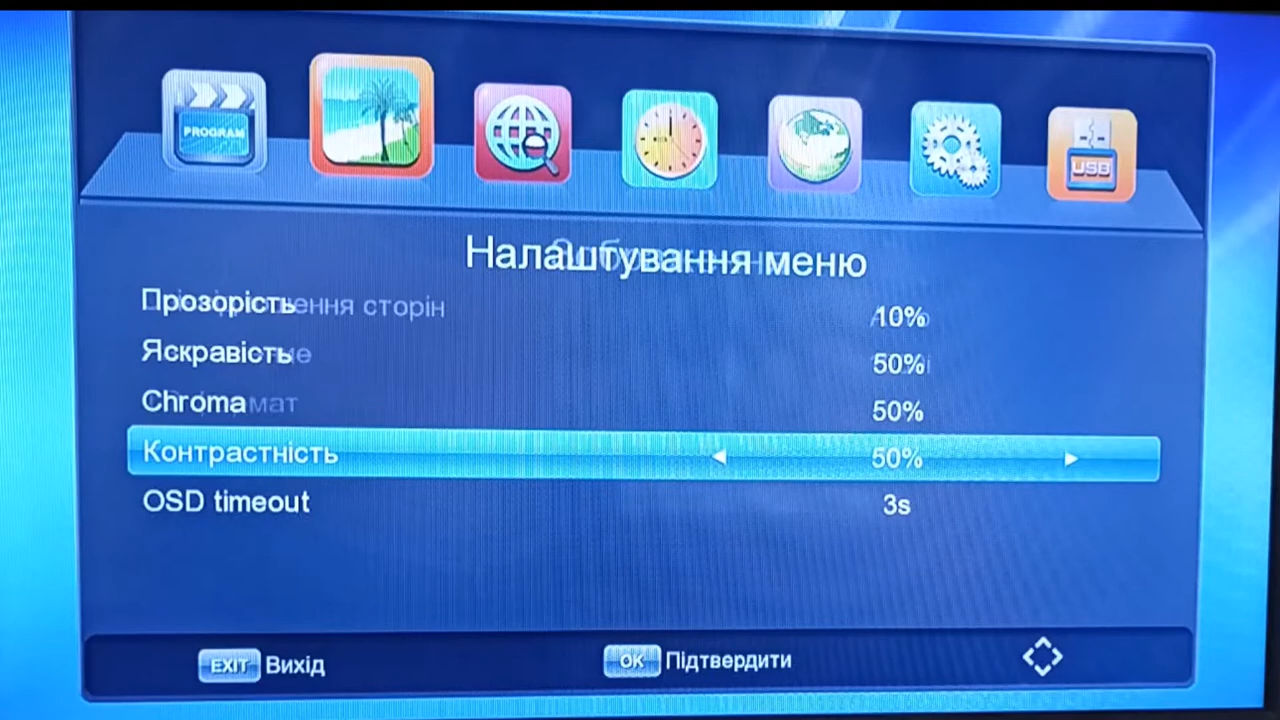 PROGRAM
USB
Налаштування меню
Прозорість 10%
Яскравість 50%
Chroma 50%
Контрастність 50%
OSD timeout 3s
EXIT Вихід
OK Підтвердити